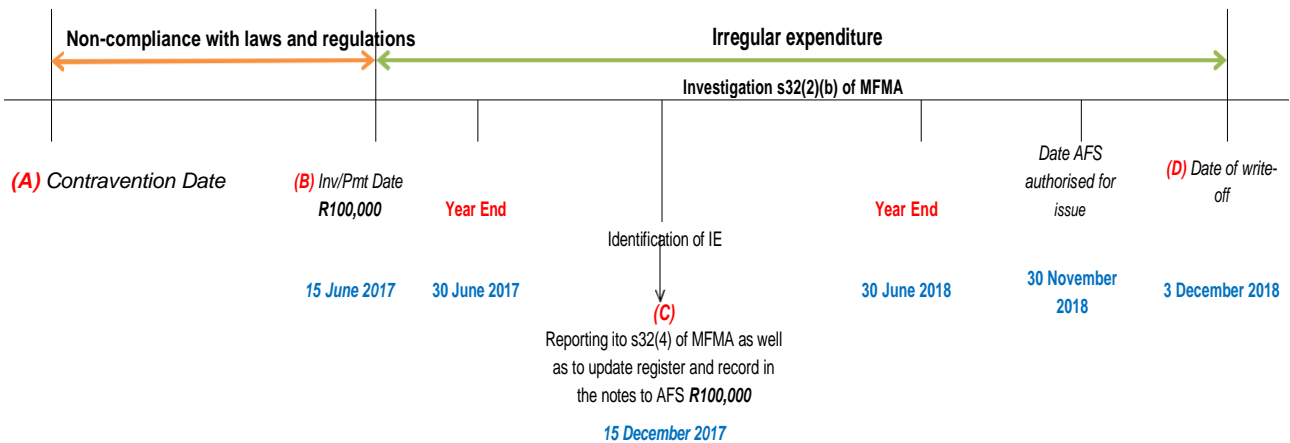 Non-compliance with laws and regulations
Irregular expenditure
Investigation s32(2)(b) of MFMA
(A) Contravention Date
(B) Inv/Pmt Date
R100,000
15 June 2017
Year End
30 June 2017
Identification of IE
(C)
Reporting ito s32(4) of MFMA as well
as to update register and record in
the notes to AFS R100,000
15 December 2017
Year End
30 June 2018
Date AFS
authorised for
issue
30 November
2018
(D) Date of write-
off
3 December 2018